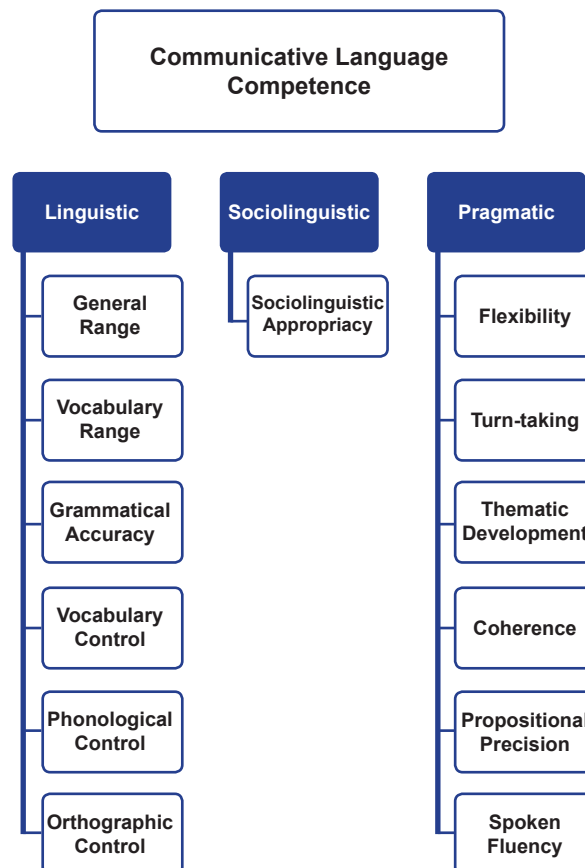 Communicative Language
Competence
Linguistic
Sociolinguistic
Pragmatic
General
Range
Vocabulary
Range
Grammatical
Accuracy
Vocabulary
Control
Phonological
Control
Orthographic
Control
Sociolinguistic
Appropriacy
Flexibility
Turn-taking
Thematic
Development
Coherence
Propositional
Precision
Spoken
Fluency